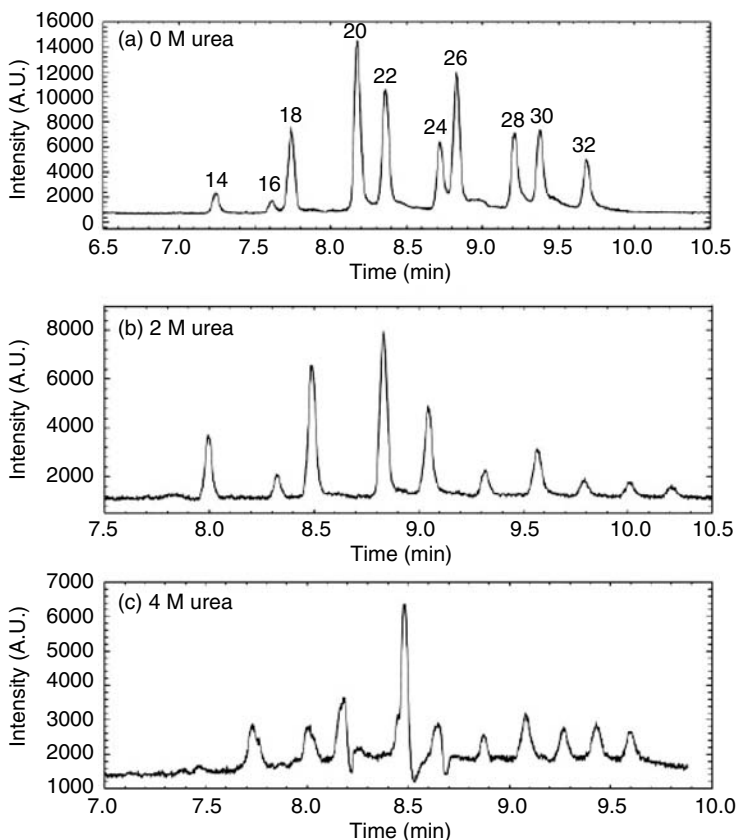 16000
14000
12000
10000
8000
6000
4000
2000
0
Intensity (A.U.)
(a) 0 M urea
14
16
18
20
22
24
26
28
30
32
6.5 7.0 7.5 8.0 8.5 9.0 9.5 10.0 10.5
Time (min)
8000
6000
4000
2000
Intensity (A.U.)
(b) 2 M urea
7.5 8.0 8.5 9.0 9.5 10.0 10.5
Time (min)
7000
6000
5000
4000
3000
2000
1000
Intensity (A.U.)
(c) 4 M urea
7.0 7.5 8.0 8.5 9.0 9.5 10.0
Time (min)